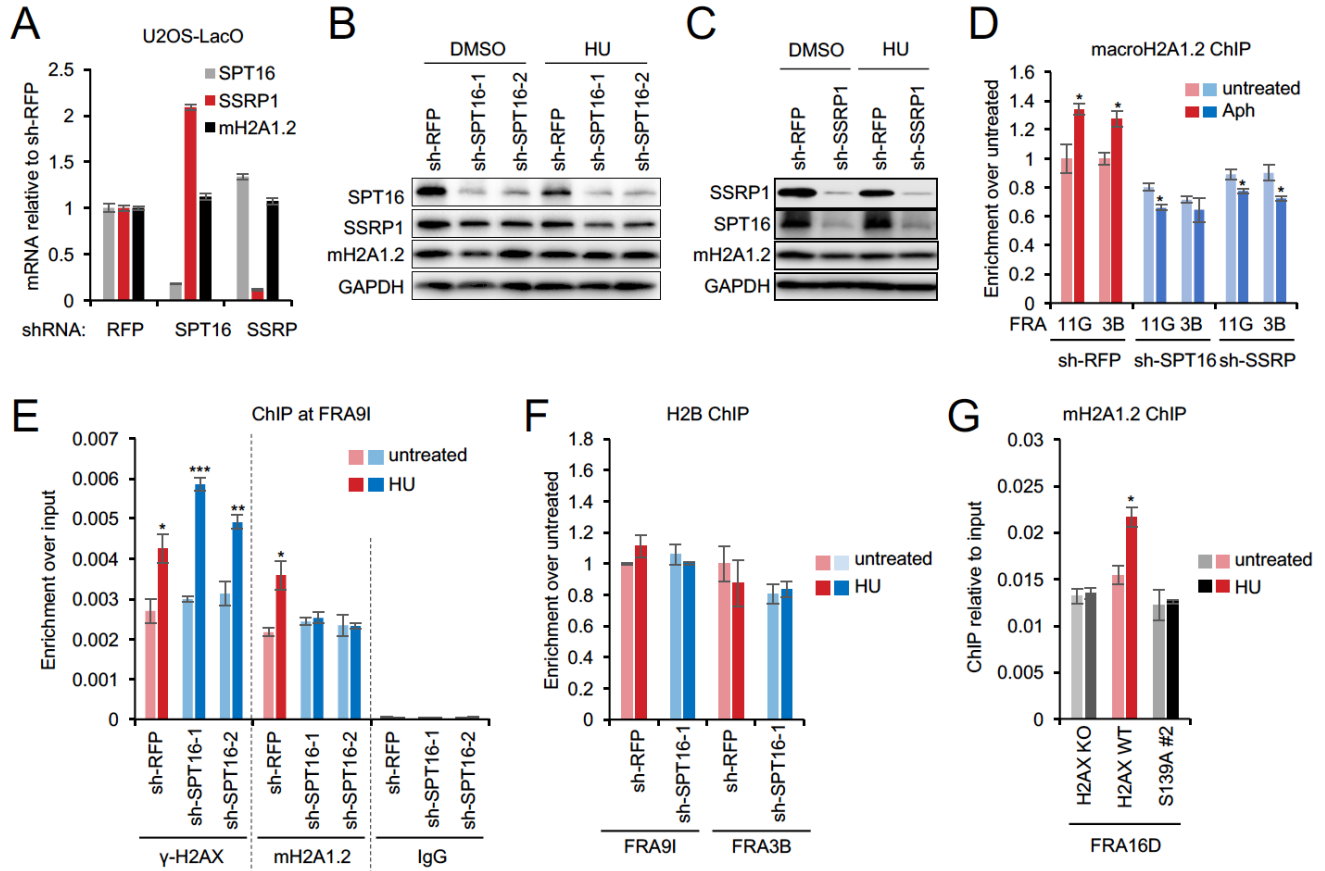 A
U2OS-LacO
mRNA relative to sh-RFP
2.5
2
1.5
1
0.5
0
SPT16
SSRP1
mH2A1.2
shRNA: RFP SPT16 SSRP
B
DMSO HU
sh-RFP sh-SPT16-1 sh-SPT16-2 sh-RFP sh-SPT16-1 sh-SPT16-2
SPT16
SSRP1
mH2A1.2
GAPDH
C
DMSO HU
sh-RFP sh-SSRP1 sh-RFP sh-SSRP1
SSRP1
SPT16
mH2A1.2
GAPDH
D
macroH2A1.2 ChIP
Enrichment over untreated
1.6
1.4
1.2
1
0.8
0.6
0.4
0.2
0
untreated
Aph
* * * * *
FRA 11G 3B 11G 3B 11G 3B
sh-RFP sh-SPT16 sh-SSRP
E
ChIP at FRA9I
Enrichment over input
0.007
0.006
0.005
0.004
0.003
0.002
0.001
0
untreated
HU
* *** ** *
sh-RFP sh-SPT16-1 sh-SPT16-2 sh-RFP sh-SPT16-1 sh-SPT16-2 sh-RFP sh-SPT16-1 sh-SPT16-2
γ-H2AX mH2A1.2 IgG
F
H2B ChIP
Enrichment over untreated
1.8
1.6
1.4
1.2
1
0.8
0.6
0.4
0.2
0
untreated
HU
sh-RFP sh-SPT16-1 sh-RFP sh-SPT16-1
FRA9I FRA3B
G
mH2A1.2 ChIP
ChIP relative to input
0.03
0.025
0.02
0.015
0.01
0.005
0
*
untreated
HU
H2AX KO H2AX WT S139A #2
FRA16D